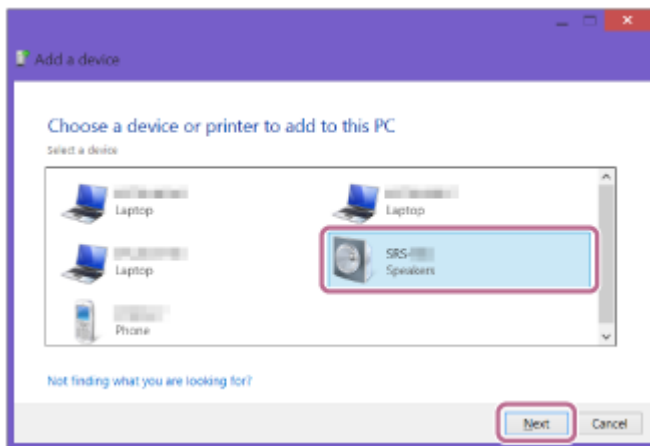 Add a device
Choose a device or printer to add to this PC
Select a device
Laptop
Laptop
Laptop
SRS-
Speakers
Phone
Not finding what you are looking for?
Next
Cancel